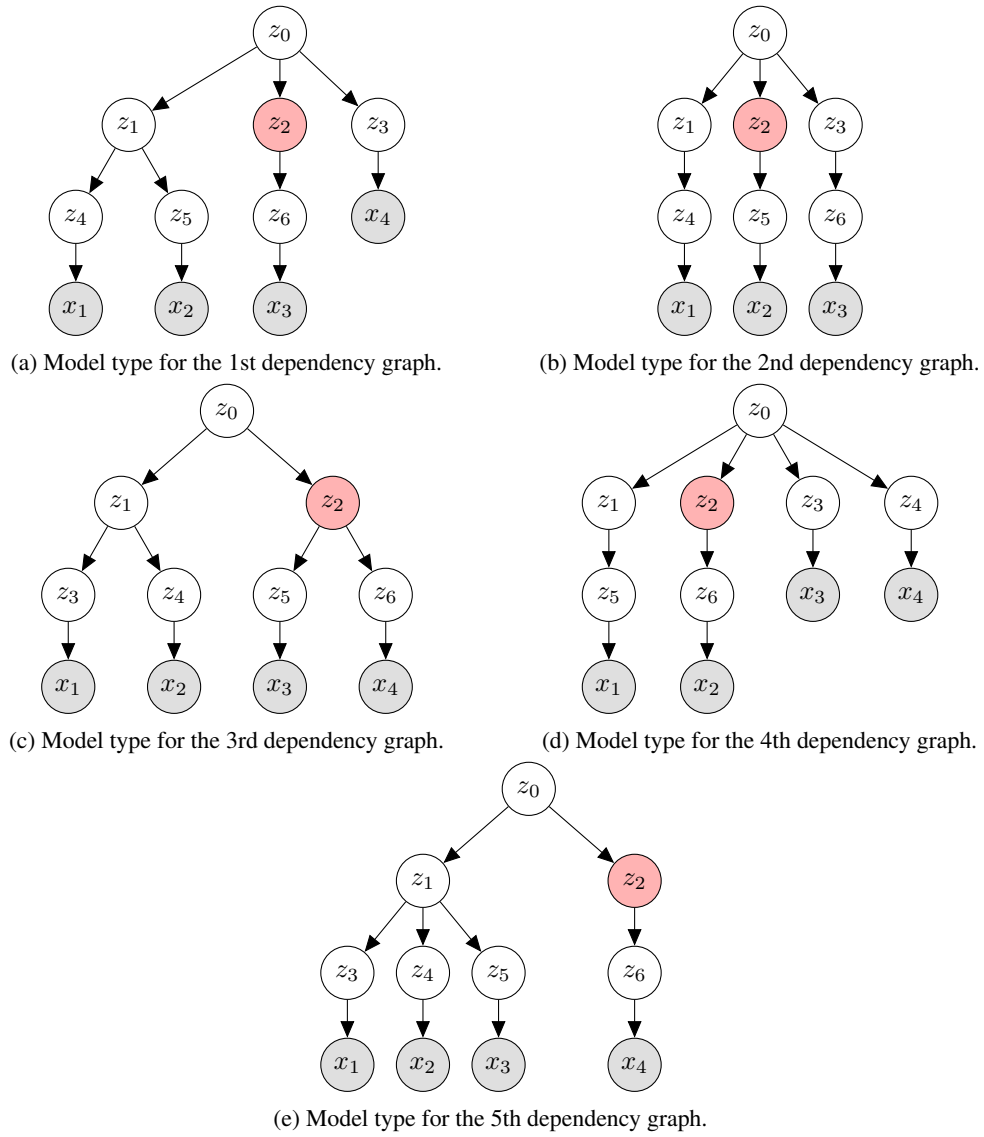 z₀ z₀
z₁ z₂ z₃ z₁ z₂ z₃
z₄ z₅ z₆ x₄ z₄ z₅ z₆
x₁ x₂ x₃ x₁ x₂ x₃
(a) Model type for the 1st dependency graph. (b) Model type for the 2nd dependency graph.
z₀ z₀
z₁ z₂ z₁ z₂ z₃ z₄
z₃ z₄ z₅ z₆ z₅ z₆ x₃ x₄
x₁ x₂ x₃ x₄ x₁ x₂
(c) Model type for the 3rd dependency graph. (d) Model type for the 4th dependency graph.
z₀
z₁ z₂
z₃ z₄ z₅ z₆
x₁ x₂ x₃ x₄
(e) Model type for the 5th dependency graph.